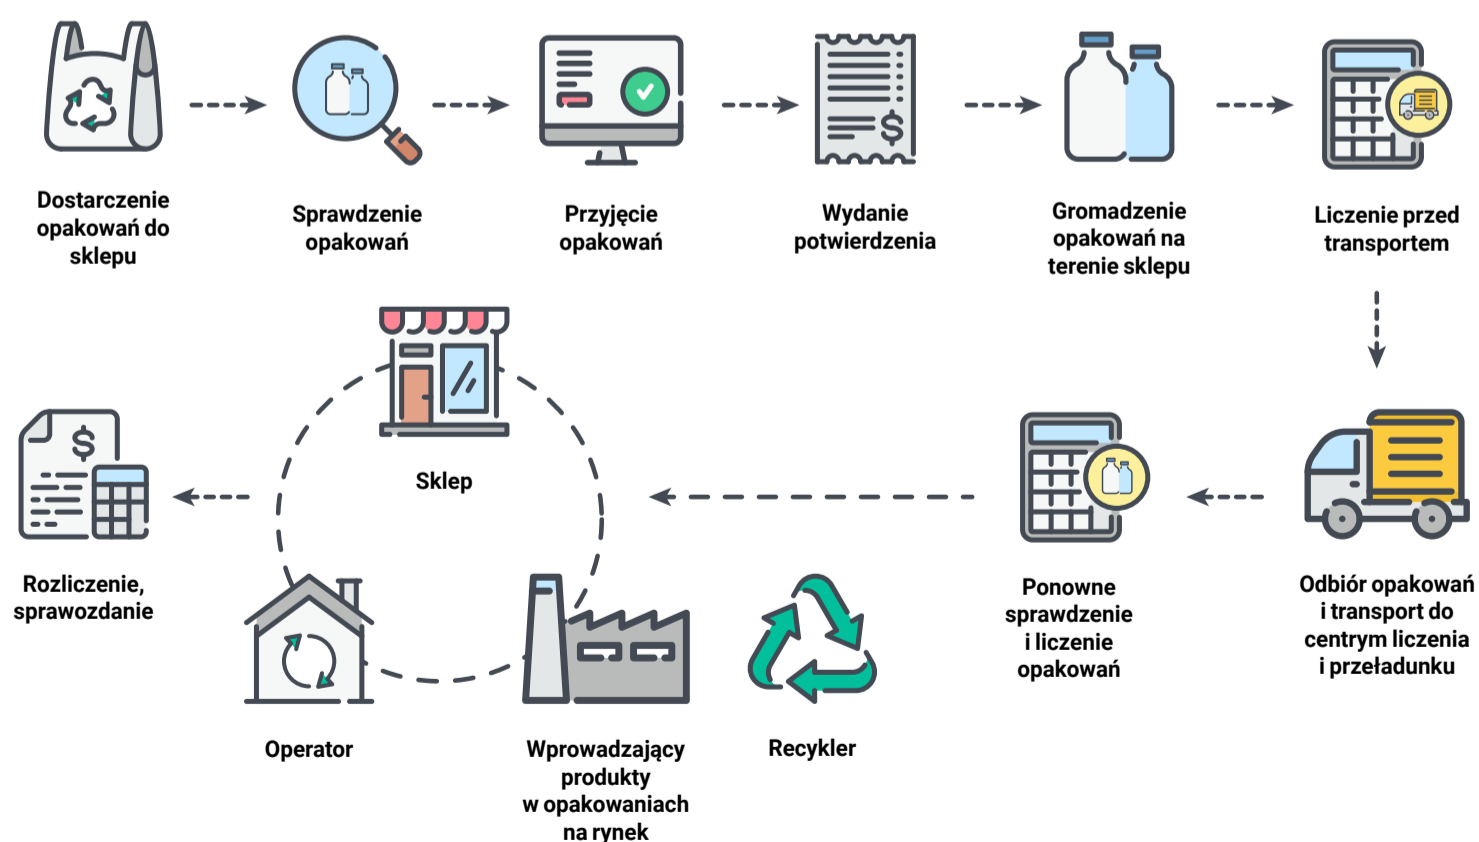 Dostarczenie
opakowań do
sklepu
Sprawdzenie
opakowań
Przyjęcie
opakowań
Wydanie
potwierdzenia
Gromadzenie
opakowań na
terenie sklepu
Liczenie przed
transportem
Odbiór opakowań
i transport do
centrym liczenia
i przeładunku
Ponowne
sprawdzenie
i liczenie
opakowań
Sklep
Operator
Wprowadzający
produkty
w opakowaniach
na rynek
Recykler
Rozliczenie,
sprawozdanie